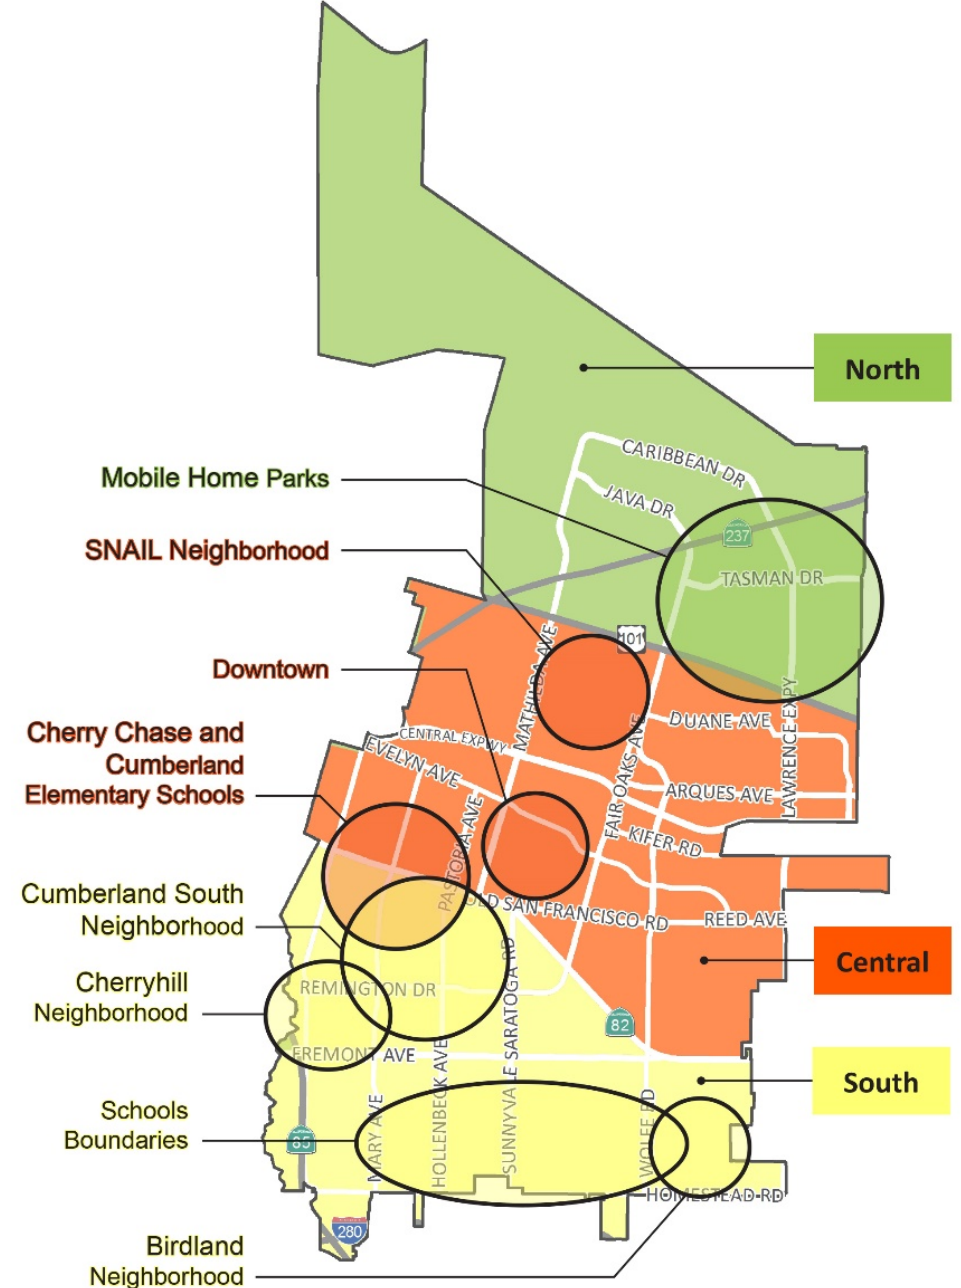 North
CARIBBEAN DR
Mobile Home Parks
JAVA DR
237
SNAIL Neighborhood
TASMAN DR
101
Downtown
MATHILDA AVE
DUANE AVE
LAWRENCE EXPY
Cherry Chase and
Cumberland
Elementary Schools
CENTRAL EXPWY
EVELYN AVE
FAIR OAKS AVE
ARQUES AVE
PASTORIA AVE
KIFER RD
Cumberland South
Neighborhood
OLD SAN FRANCISCO RD
REED AVE
Central
Cherryhill
Neighborhood
REMINGTON DR
82
FREMONT AVE
SUNNYVALE SARATOGA RD
South
Schools
Boundaries
85
MARY AVE
HOLLENBECK AVE
WOLFE RD
HOMESTEAD RD
280
Birdland
Neighborhood